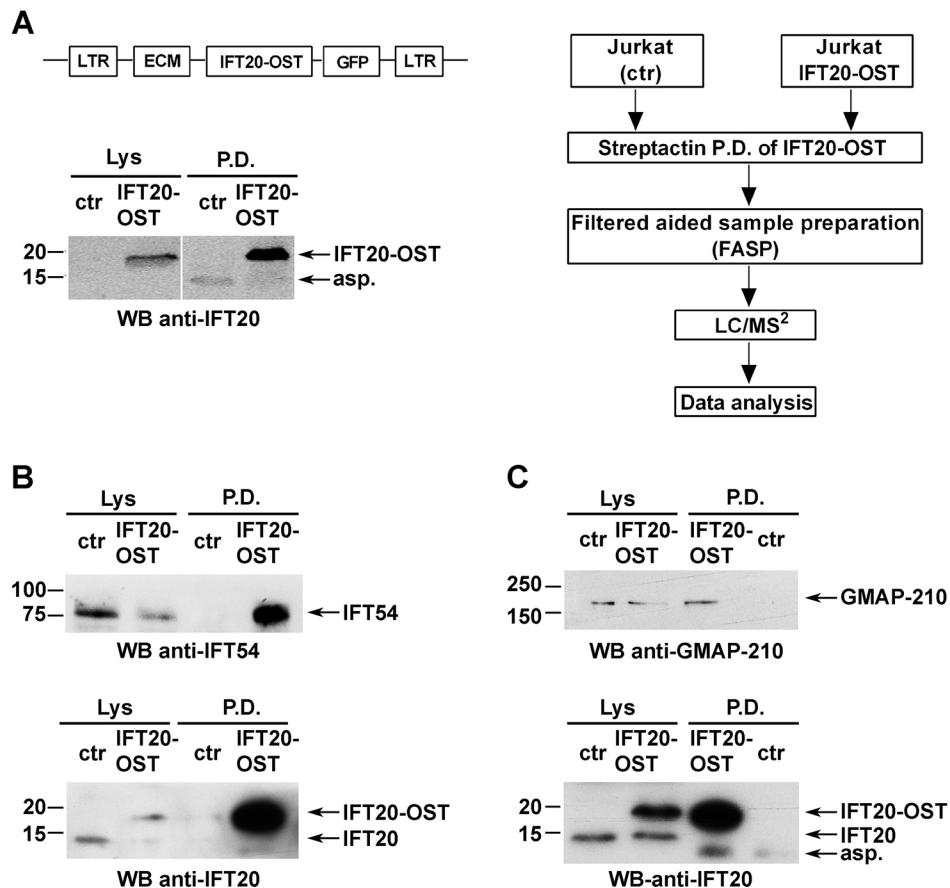 A
LTR ECM IFT20-OST GFP LTR
Lys P.D.
ctr IFT20-OST ctr IFT20-OST
20
15
IFT20-OST
asp.
WB anti-IFT20
Jurkat
(ctr)
Jurkat
IFT20-OST
Streptactin P.D. of IFT20-OST
Filtered aided sample preparation
(FASP)
LC/MS2
Data analysis
B
Lys P.D.
ctr IFT20-OST ctr IFT20-OST
100
75
IFT54
WB anti-IFT54
Lys P.D.
ctr IFT20-OST ctr IFT20-OST
20
15
IFT20-OST
IFT20
WB anti-IFT20
C
Lys P.D.
ctr IFT20-OST IFT20-OST ctr
250
150
GMAP-210
WB anti-GMAP-210
Lys P.D.
ctr IFT20-OST IFT20-OST ctr
20
15
IFT20-OST
IFT20
asp.
WB-anti-IFT20